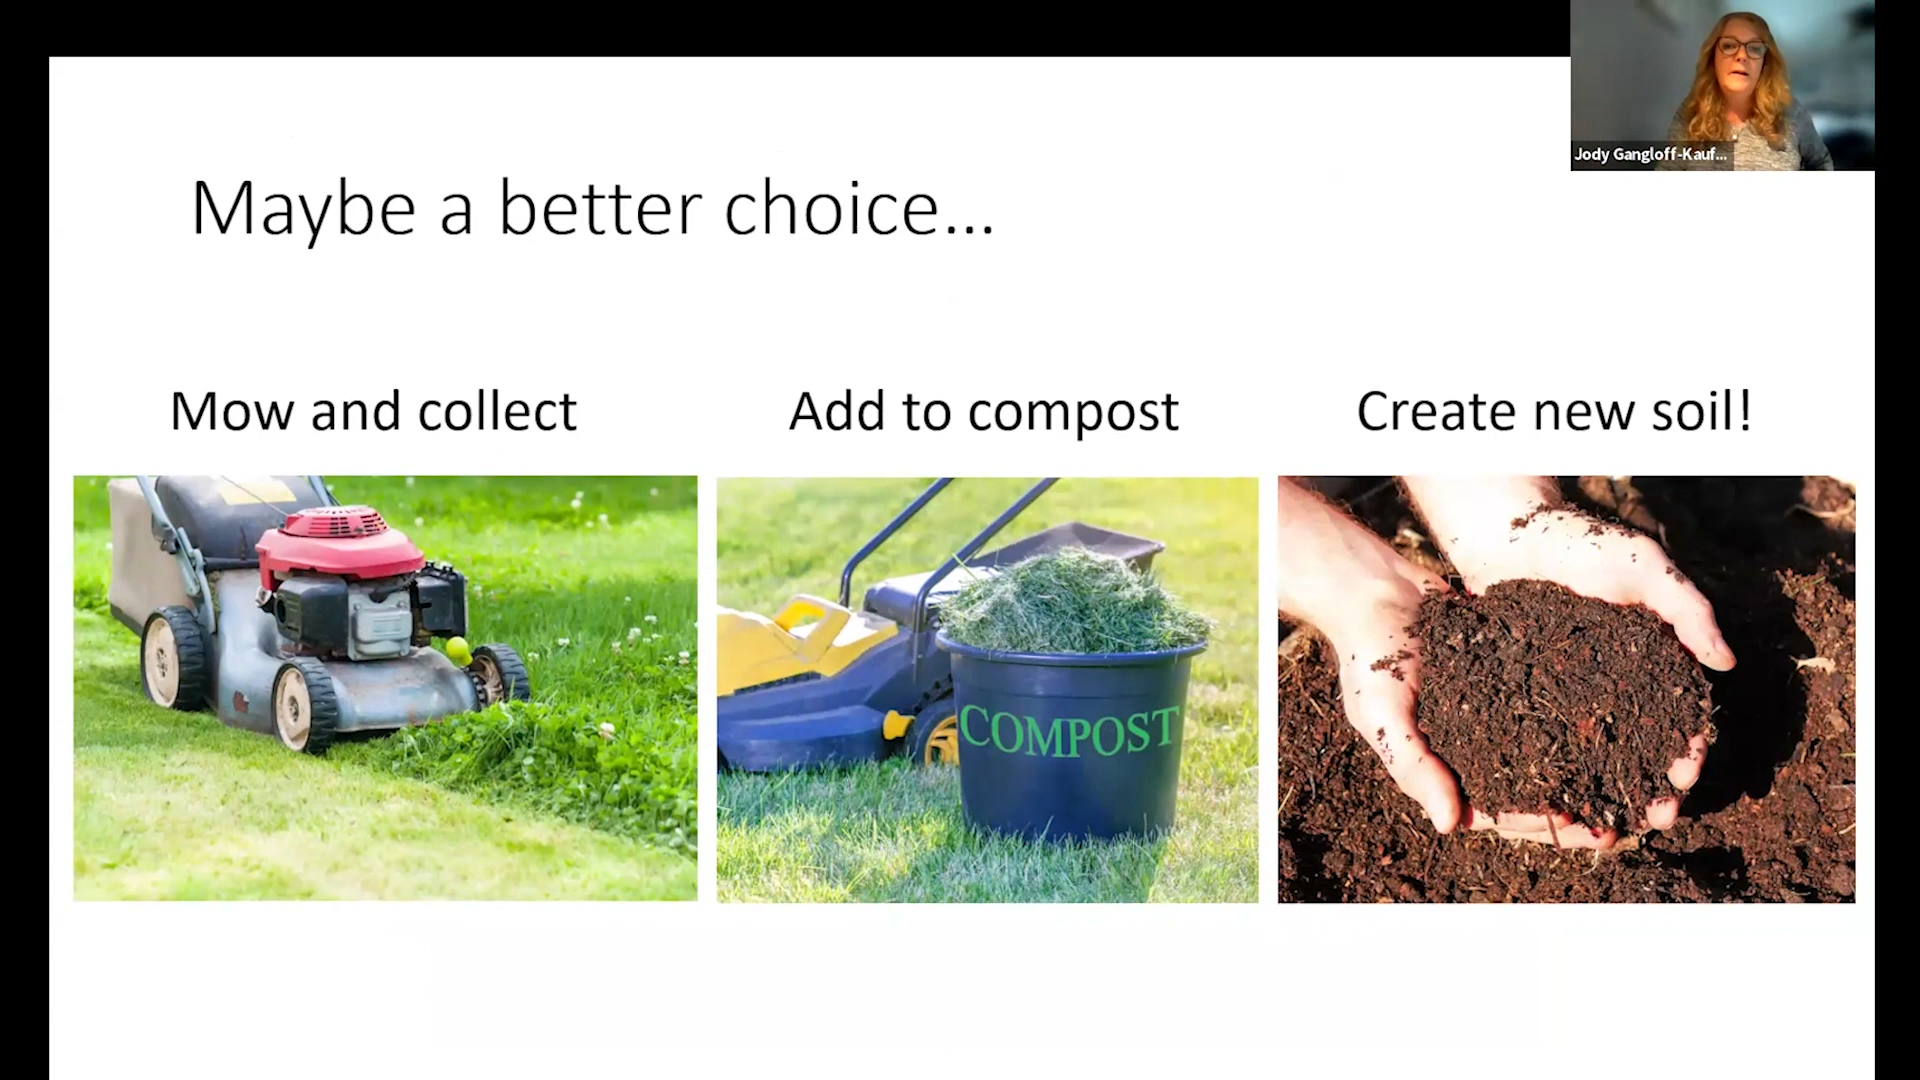 Jody Gangloff-Kauf...
Maybe a better choice...
Mow and collect
Add to compost
Create new soil!
COMPOST